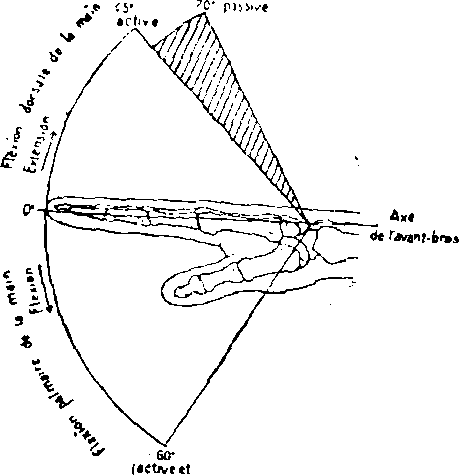 45°
active
70° passive
Flexion dorsale de la main
Extension
0°
Axe
de l'avant-bras
Flexion palmaire de la main
Flexion
60°
(active et